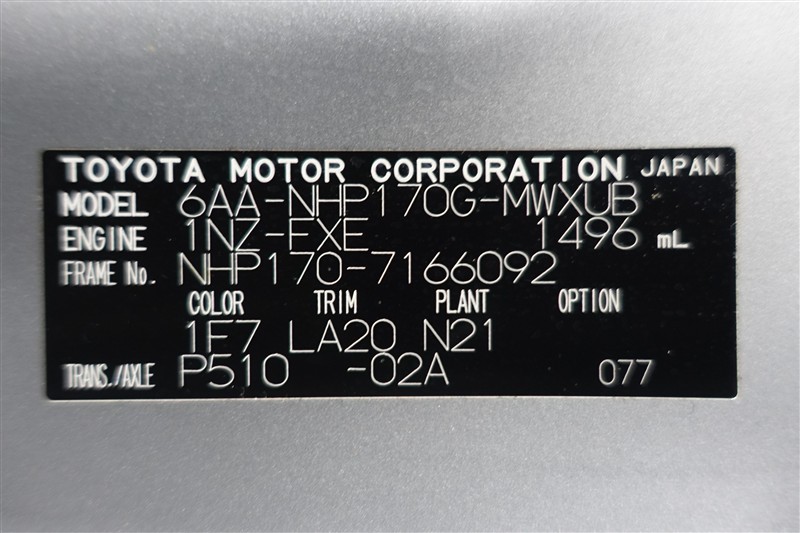 TOYOTA MOTOR CORPORATION JAPAN
MODEL 6AA-NHP170G-MWXUB
ENGINE 1NZ-FXE 1496 mL
FRAME No. NHP170-7166092
COLOR TRIM PLANT OPTION
1F7 LA20 N21
TRANS./AXLE P510 -02A 077